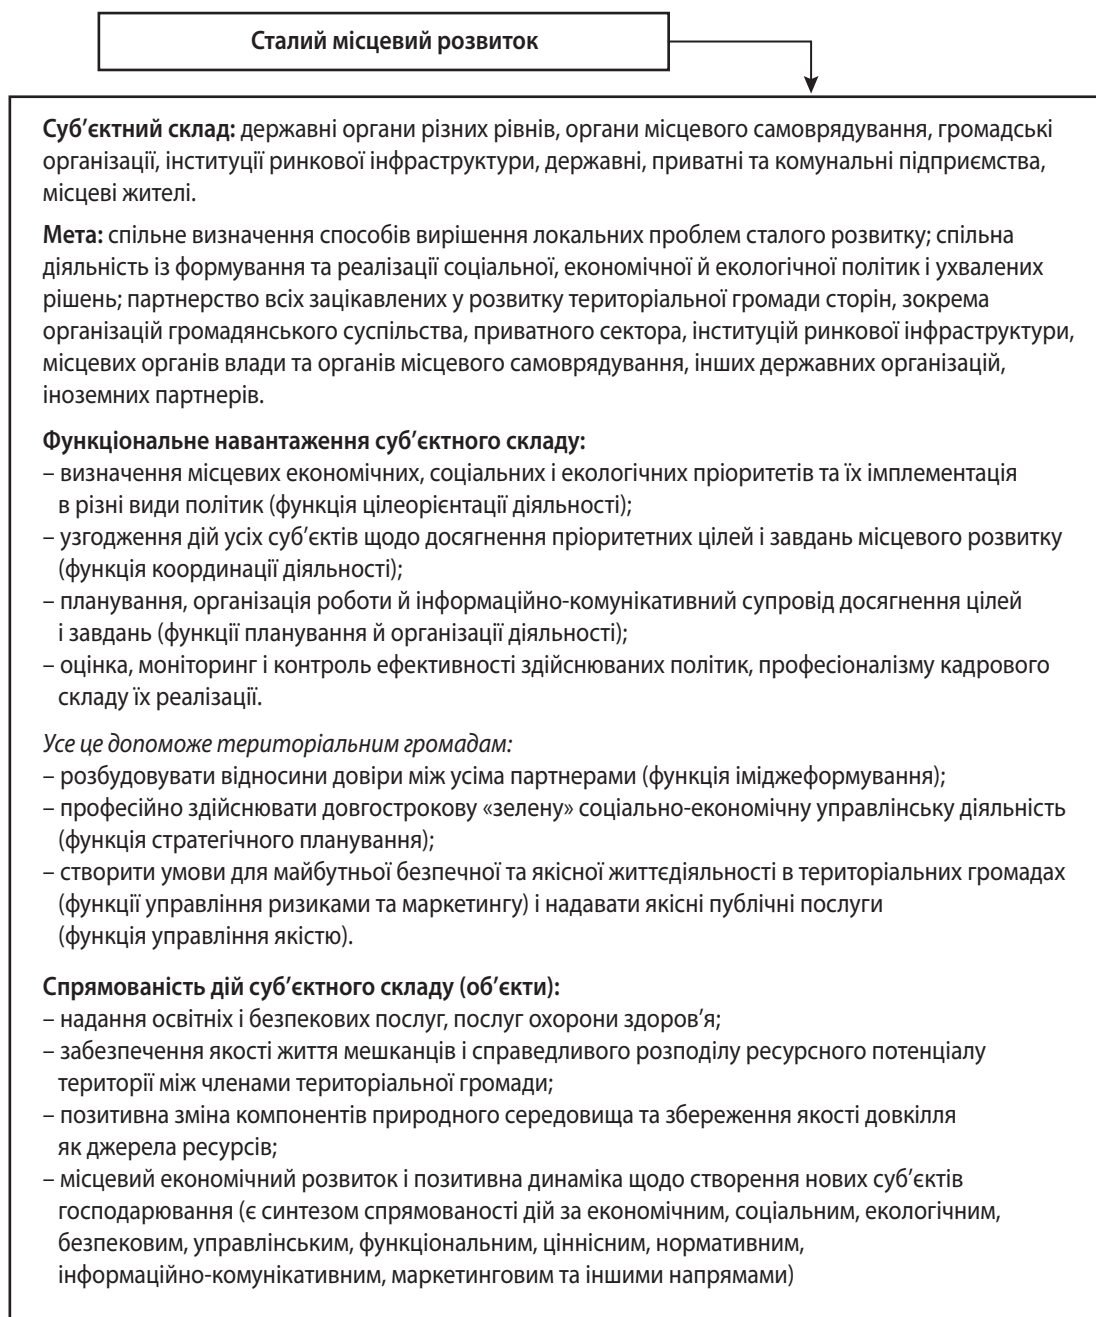 Сталий місцевий розвиток
Суб’єктний склад: державні органи різних рівнів, органи місцевого самоврядування, громадські
організації, інституції ринкової інфраструктури, державні, приватні та комунальні підприємства,
місцеві жителі.
Мета: спільне визначення способів вирішення локальних проблем сталого розвитку; спільна
діяльність із формування та реалізації соціальної, економічної й екологічної політик і ухвалених
рішень; партнерство всіх зацікавлених у розвитку територіальної громади сторін, зокрема
організацій громадянського суспільства, приватного сектора, інституцій ринкової інфраструктури,
місцевих органів влади та органів місцевого самоврядування, інших державних організацій,
іноземних партнерів.
Функціональне навантаження суб’єктного складу:
– визначення місцевих економічних, соціальних і екологічних пріоритетів та їх імплементація
в різні види політик (функція цілеорієнтації діяльності);
– узгодження дій усіх суб’єктів щодо досягнення пріоритетних цілей і завдань місцевого розвитку
(функція координації діяльності);
– планування, організація роботи й інформаційно-комунікативний супровід досягнення цілей
і завдань (функції планування й організації діяльності);
– оцінка, моніторинг і контроль ефективності здійснюваних політик, професіоналізму кадрового
складу їх реалізації.
Усе це допоможе територіальним громадам:
– розбудовувати відносини довіри між усіма партнерами (функція іміджеформування);
– професійно здійснювати довгострокову «зелену» соціально-економічну управлінську діяльність
(функція стратегічного планування);
– створити умови для майбутньої безпечної та якісної життєдіяльності в територіальних громадах
(функції управління ризиками та маркетингу) і надавати якісні публічні послуги
(функція управління якістю).
Спрямованість дій суб’єктного складу (об’єкти):
– надання освітніх і безпекових послуг, послуг охорони здоров’я;
– забезпечення якості життя мешканців і справедливого розподілу ресурсного потенціалу
території між членами територіальної громади;
– позитивна зміна компонентів природного середовища та збереження якості довкілля
як джерела ресурсів;
– місцевий економічний розвиток і позитивна динаміка щодо створення нових суб’єктів
господарювання (є синтезом спрямованості дій за економічним, соціальним, екологічним,
безпековим, управлінським, функціональним, ціннісним, нормативним,
інформаційно-комунікативним, маркетинговим та іншими напрямами)